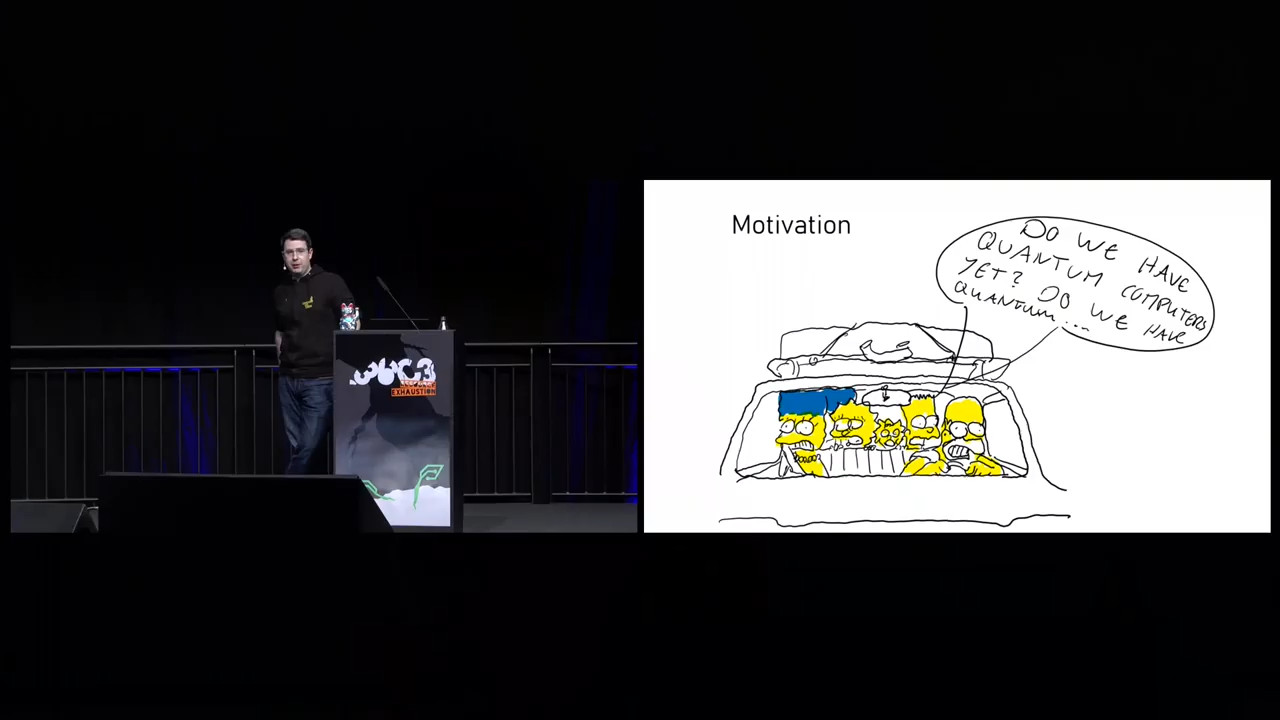 Motivation
DO WE HAVE
QUANTUM COMPUTERS
YET? DO WE HAVE
QUANTUM...
EXHAUSTION